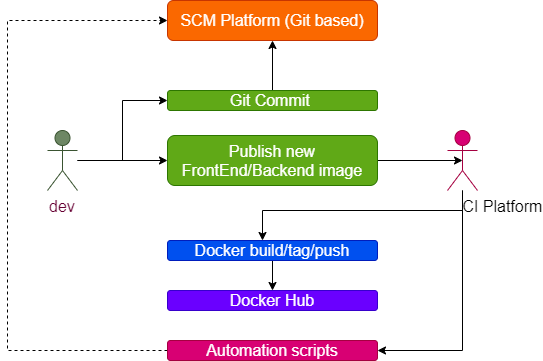 SCM Platform (Git based)
Git Commit
Publish new
FrontEnd/Backend image
dev
CI Platform
Docker build/tag/push
Docker Hub
Automation scripts